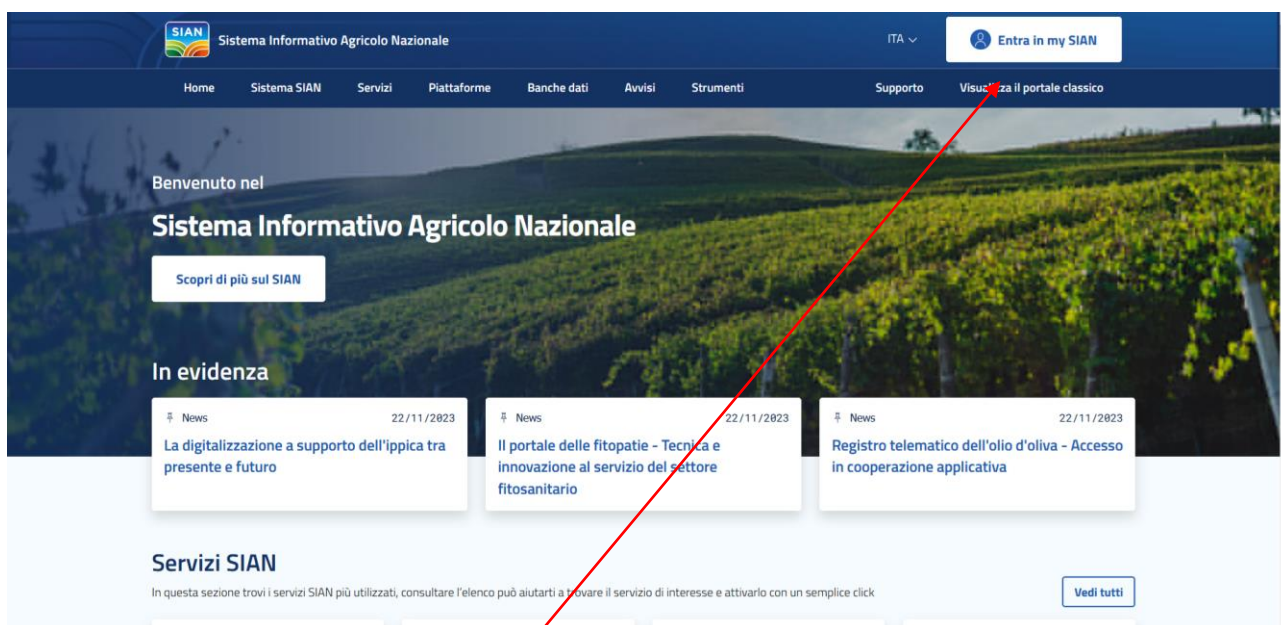 SIAN
Sistema Informativo Agricolo Nazionale
ITA
Entra in my SIAN
Home Sistema SIAN Servizi Piattaforme Banche dati Avvisi Strumenti Supporto Visualizza il portale classico
Benvenuto nel
Sistema Informativo Agricolo Nazionale
Scopri di più sul SIAN
In evidenza
News 22/11/2023
La digitalizzazione a supporto dell'ippica tra
presente e futuro
News 22/11/2023
Il portale delle fitopatie - Tecnica e
innovazione al servizio del settore
fitosanitario
News 22/11/2023
Registro telematico dell'olio d'oliva - Accesso
in cooperazione applicativa
Servizi SIAN
In questa sezione trovi i servizi SIAN più utilizzati, consultare l'elenco può aiutarti a trovare il servizio di interesse e attivarlo con un semplice click
Vedi tutti